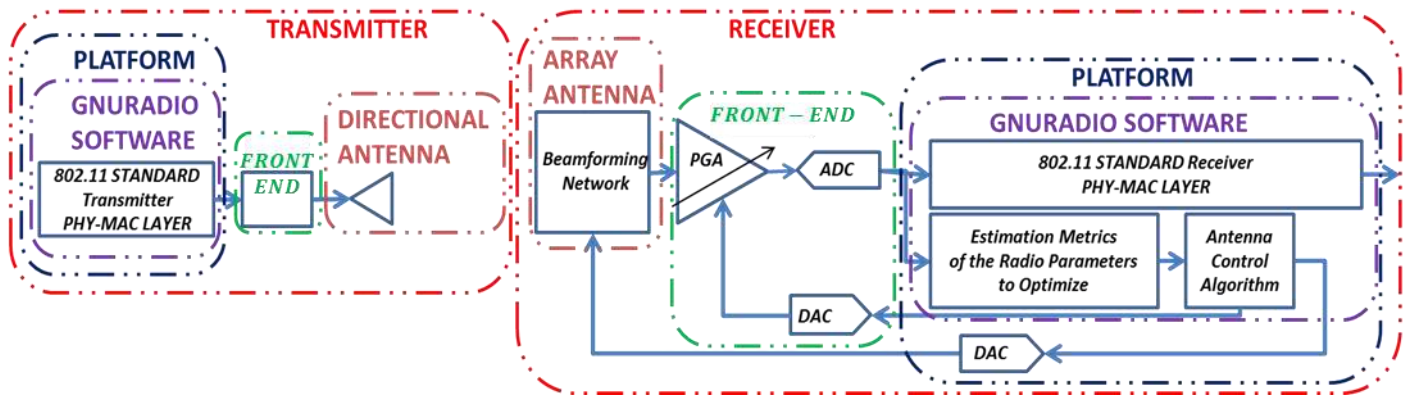 TRANSMITTER
PLATFORM
GNURADIO
SOFTWARE
802.11 STANDARD
Transmitter
PHY-MAC LAYER
FRONT
END
DIRECTIONAL
ANTENNA
RECEIVER
ARRAY
ANTENNA
Beamforming
Network
FRONT-END
PGA
ADC
DAC
DAC
PLATFORM
GNURADIO SOFTWARE
802.11 STANDARD Receiver
PHY-MAC LAYER
Estimation Metrics
of the Radio Parameters
to Optimize
Antenna
Control
Algorithm